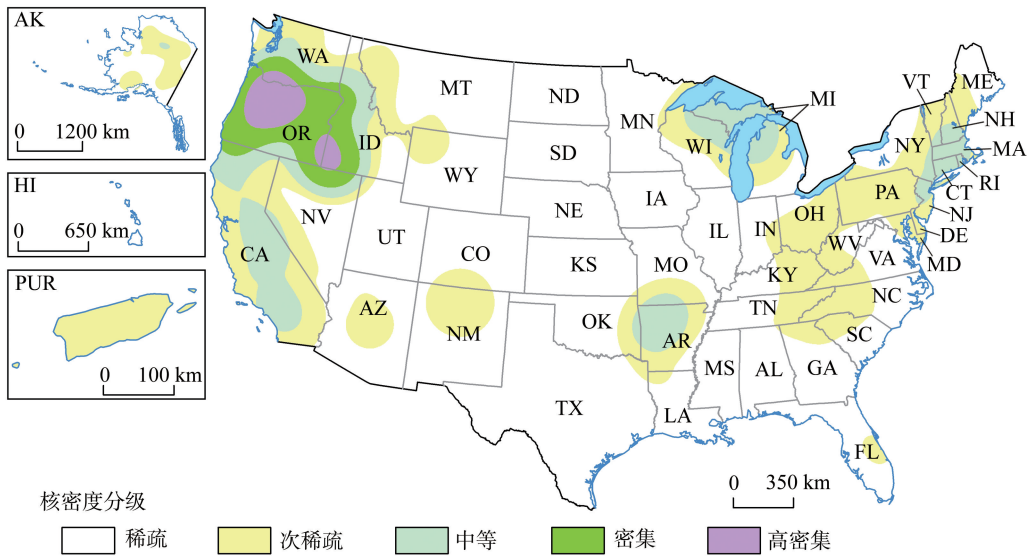 AK
0 1200 km
HI
0 650 km
PUR
0 100 km
WA
MT
ND
MN
MI
VT
ME
NH
OR
ID
SD
WI
NY
MA
WY
RI
CT
NV
NE
IA
PA
NJ
CA
UT
CO
IL
IN
OH
WV
DE
MD
KS
MO
KY
VA
AZ
NM
OK
AR
TN
NC
SC
MS
AL
GA
TX
LA
FL
0 350 km
核密度分级
稀疏 次稀疏 中等 密集 高密集